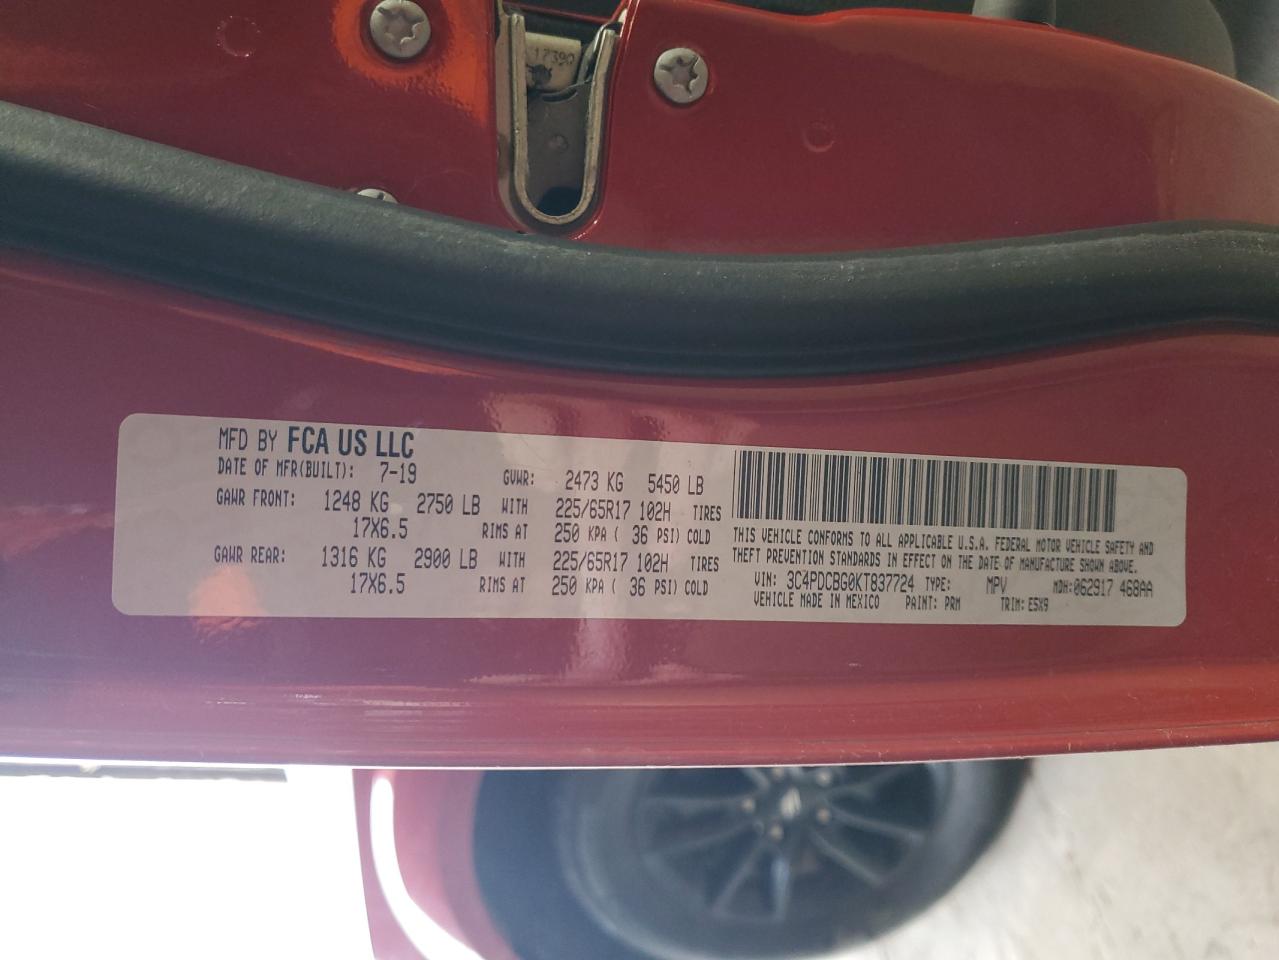 17390
MFD BY FCA US LLC
DATE OF MFR(BUILT): 7-19 GVWR: 2473 KG 5450 LB
GAWR FRONT: 1248 KG 2750 LB WITH 225/65R17 102H TIRES
17X6.5 RIMS AT 250 KPA ( 36 PSI) COLD
GAWR REAR: 1316 KG 2900 LB WITH 225/65R17 102H TIRES
17X6.5 RIMS AT 250 KPA ( 36 PSI) COLD
THIS VEHICLE CONFORMS TO ALL APPLICABLE U.S.A. FEDERAL MOTOR VEHICLE SAFETY AND
THEFT PREVENTION STANDARDS IN EFFECT ON THE DATE OF MANUFACTURE SHOWN ABOVE.
VIN: 3C4PDCBG0KT837724 TYPE: MPV MDH:062917 468AA
VEHICLE MADE IN MEXICO PAINT: PRM TRIM: E5X9